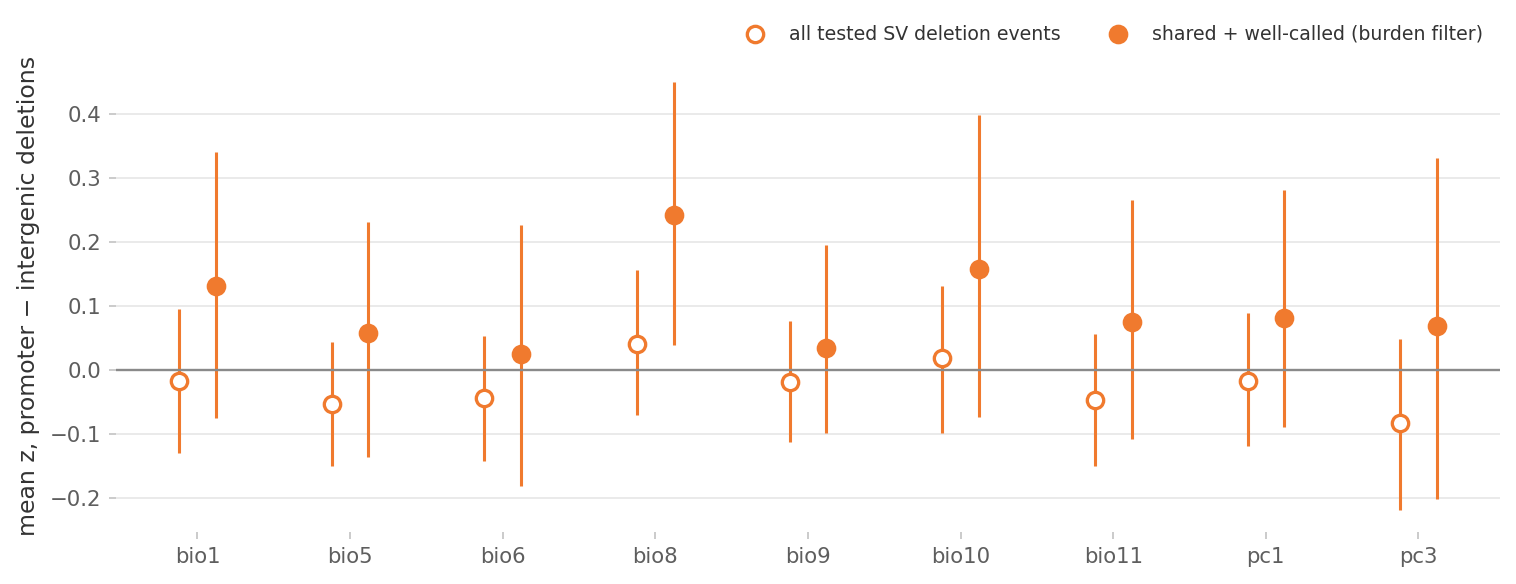 all tested SV deletion events
shared + well-called (burden filter)
mean z, promoter − intergenic deletions
0.4
0.3
0.2
0.1
0.0
−0.1
−0.2
bio1
bio5
bio6
bio8
bio9
bio10
bio11
pc1
pc3